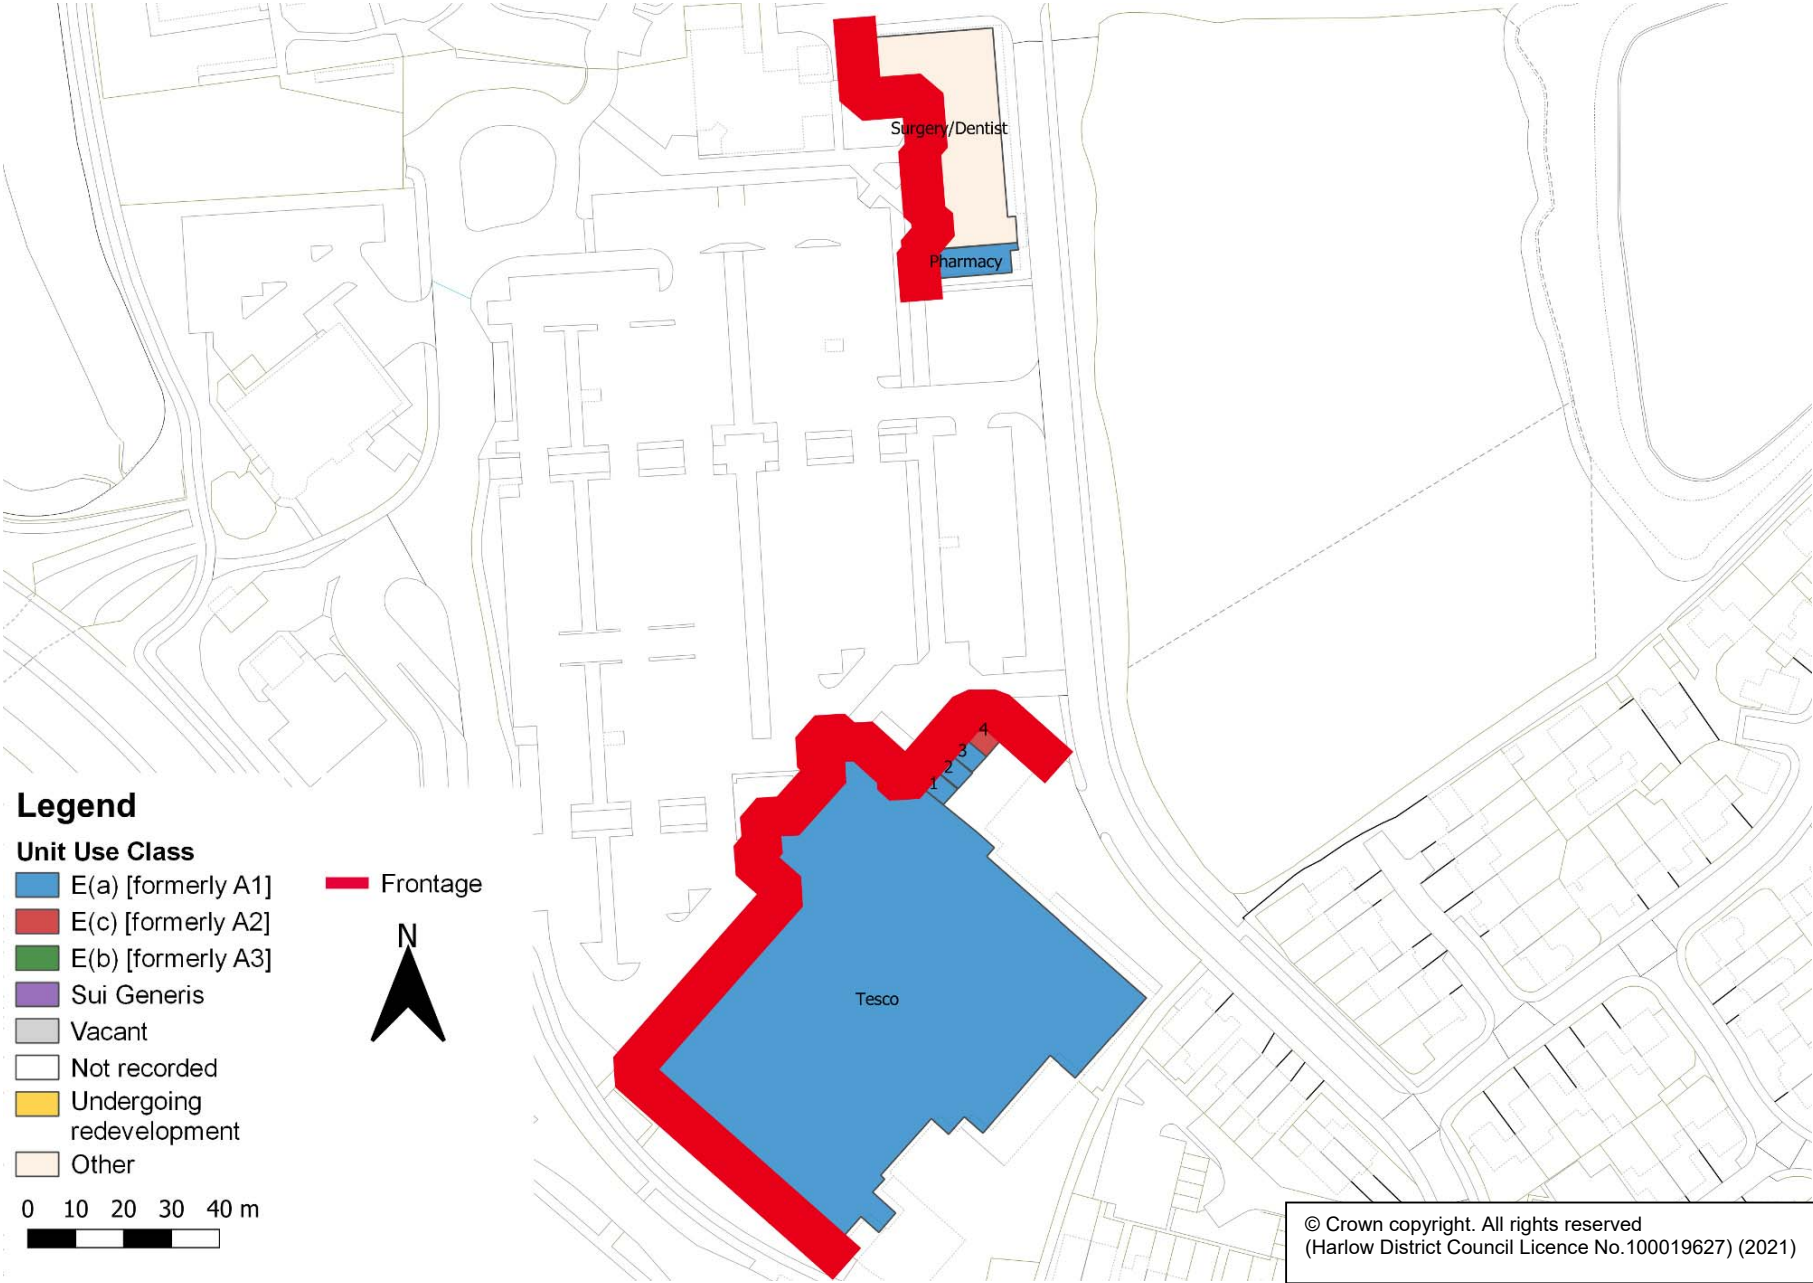 Surgery/Dentist
Pharmacy
4
3
2
1
Tesco
Legend
Unit Use Class
E(a) [formerly A1]
E(c) [formerly A2]
E(b) [formerly A3]
Sui Generis
Vacant
Not recorded
Undergoing
redevelopment
Other
Frontage
N
0 10 20 30 40 m
© Crown copyright. All rights reserved
(Harlow District Council Licence No.100019627) (2021)